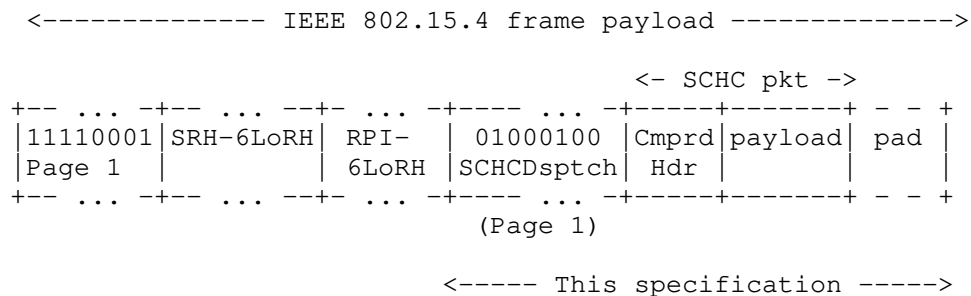 <-------------- IEEE 802.15.4 frame payload -------------->
<- SCHC pkt ->
+-- ... -+-- ... --+- ... -+---- ... -+-----+-------+ - - +
|11110001|SRH-6LoRH| RPI- | 01000100 |Cmprd|payload| pad |
|Page 1 | | 6LoRH |SCHCDsptch| Hdr | | |
+-- ... -+-- ... --+- ... -+---- ... -+-----+-------+ - - +
(Page 1)
<----- This specification ----->